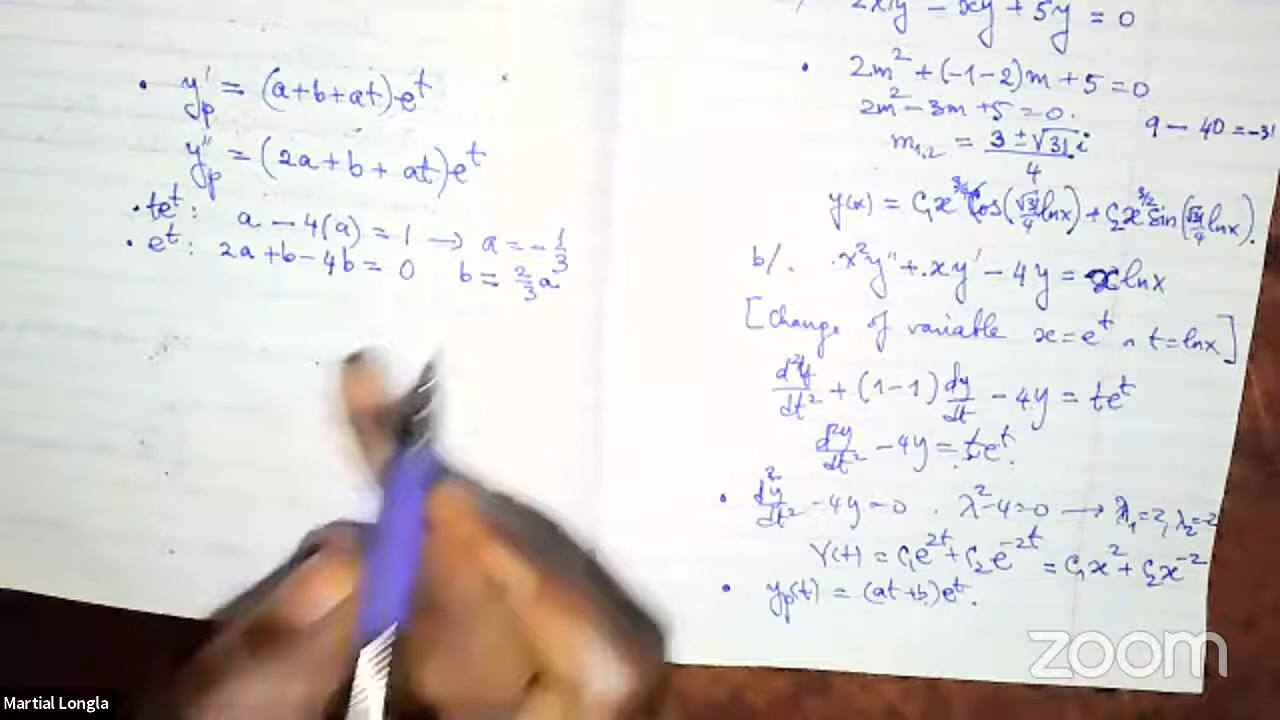 • y'p = (a+b+at)e^t
y''p = (2a+b+at)e^t
• te^t: a - 4(a) = 1 → a = -1/3
• e^t: 2a+b-4b = 0 b = 2/3 a
5y = 0
• 2m² + (-1-2)m + 5 = 0
2m² - 3m + 5 = 0.
9 - 40 = -31
m₁,₂ = (3 ± √31 i)/4
y(x) = C₁x^{3/4} cos(√31/4 lnx) + C₂x^{3/4} sin(√31/4 lnx).
b/. x²y'' + xy' - 4y = x lnx
[Change of variable x = e^t, t = lnx]
d²y/dt² + (1-1) dy/dt - 4y = te^t
d²y/dt² - 4y = te^t.
• d²y/dt² - 4y = 0. λ² - 4 = 0 → λ₁ = 2, λ₂ = -2
Y(t) = C₁e^{2t} + C₂e^{-2t} = C₁x² + C₂x^{-2}
• yp(t) = (at+b)e^t.
zoom
Martial Longla